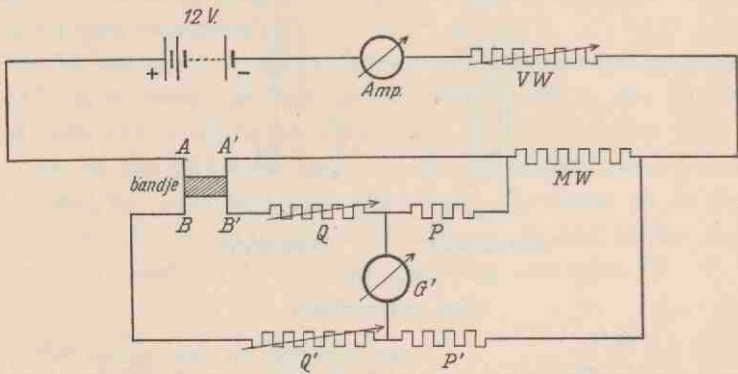 12 V.
+ −
Amp.
VW
A A'
bandje
MW
B B'
Q P
G'
Q' P'